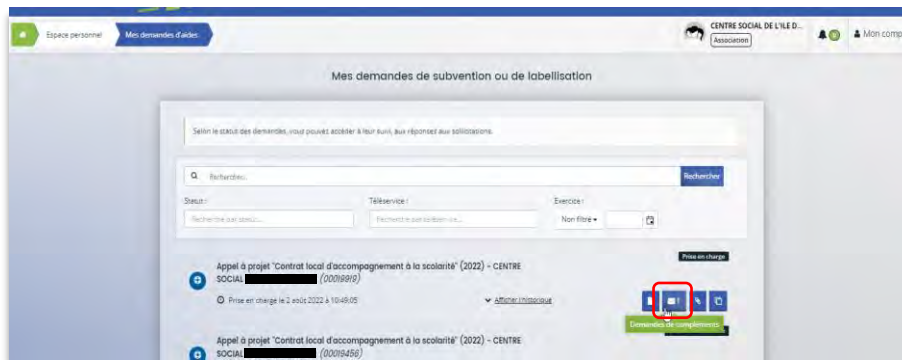 Espace personnel
Mes demandes d'aides
CENTRE SOCIAL DE L'ILE D...
Association
0
Mon comp
Mes demandes de subvention ou de labellisation
Selon le statut des demandes, vous pouvez accéder à leur suivi, aux réponses aux sollicitations.
Rechercher...
Rechercher
Statut :
Téléservice :
Exercice :
Recherche par statut...
Recherche par téléservice...
Non filtré
Prise en charge
Appel à projet "Contrat local d'accompagnement à la scolarité" (2022) - CENTRE
SOCIAL (00019919)
Prise en charge le 2 août 2022 à 10:49:05
Afficher l'historique
1
Demandes de compléments
Appel à projet "Contrat local d'accompagnement à la scolarité" (2022) - CENTRE
SOCIAL (00019456)